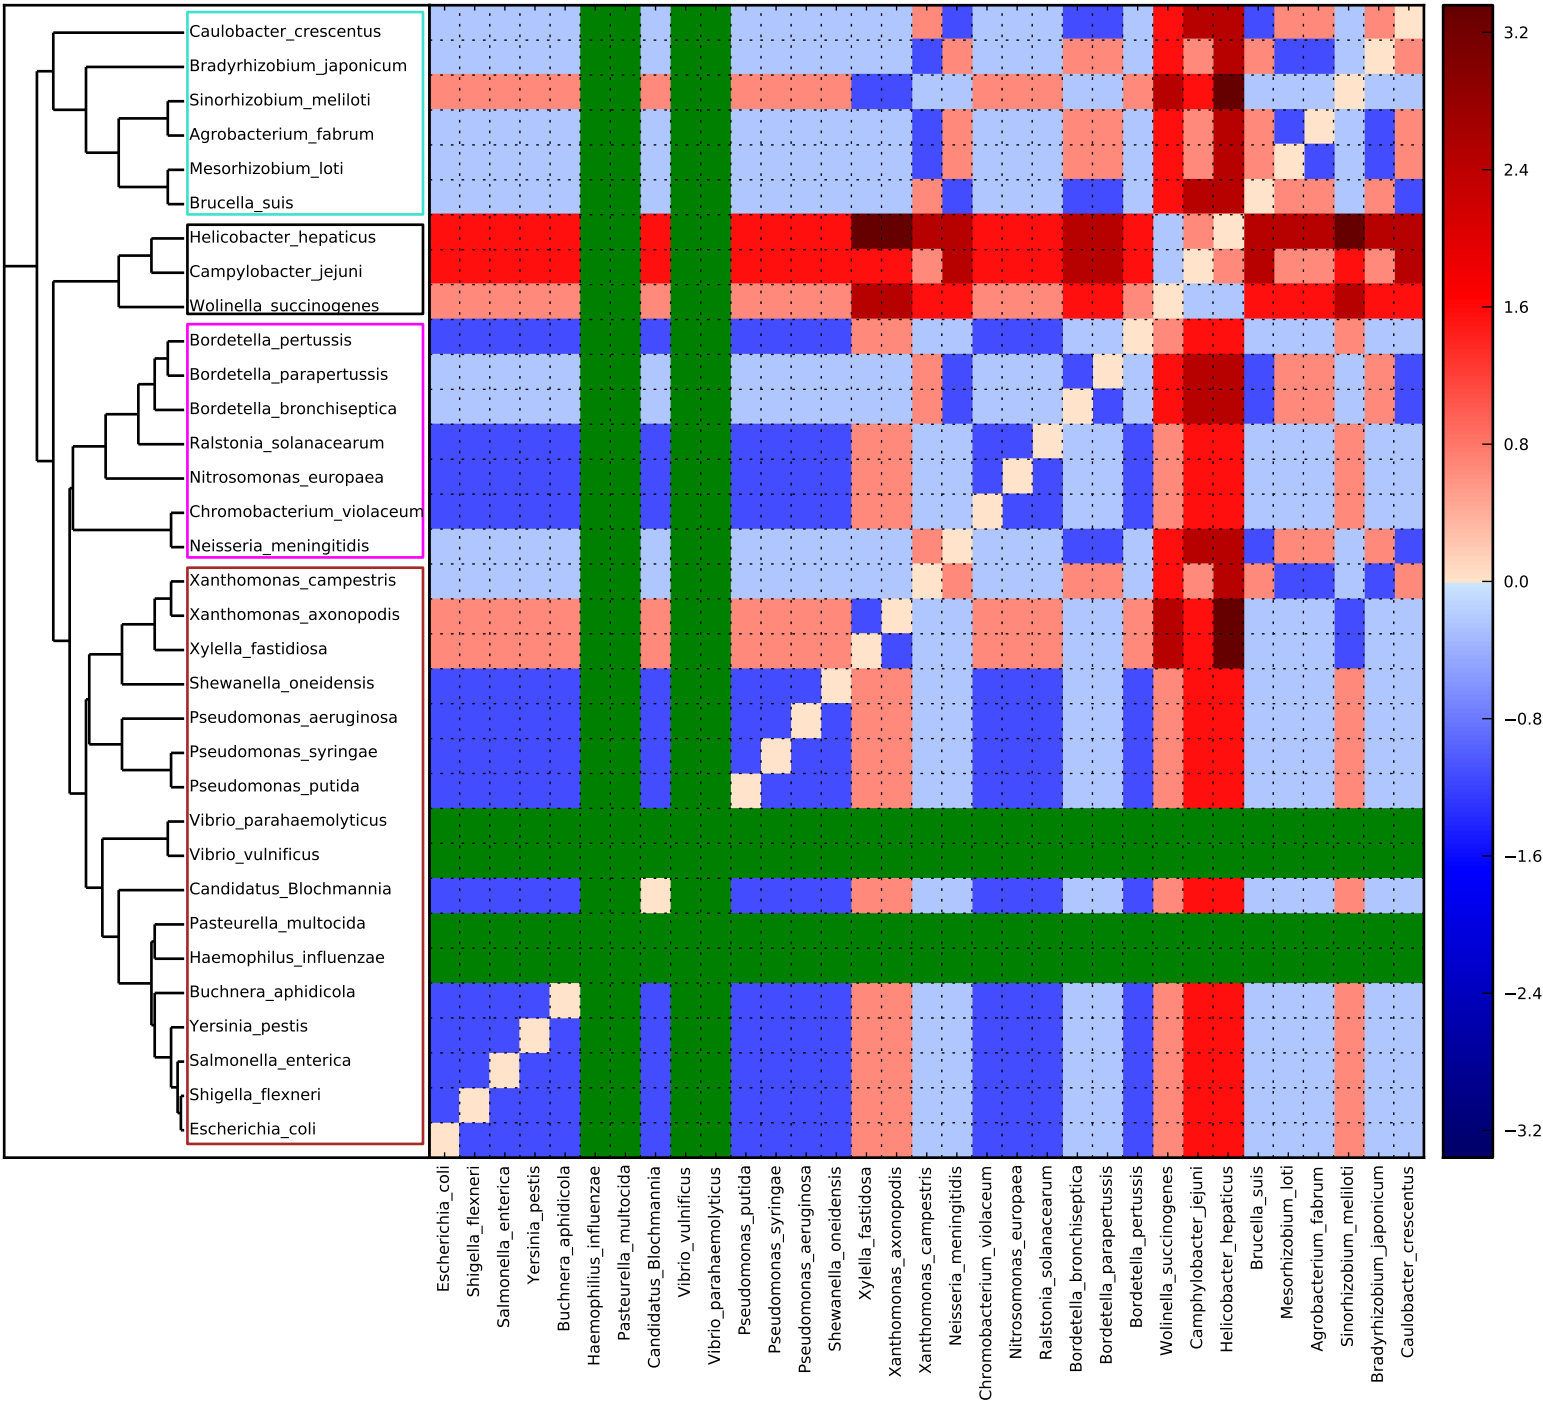 Caulobacter_crescentus
Bradyrhizobium_japonicum
Sinorhizobium_meliloti
Agrobacterium_fabrum
Mesorhizobium_loti
Brucella_suis
Helicobacter_hepaticus
Campylobacter_jejuni
Wolinella_succinogenes
Bordetella_pertussis
Bordetella_parapertussis
Bordetella_bronchiseptica
Ralstonia_solanacearum
Nitrosomonas_europaea
Chromobacterium_violaceum
Neisseria_meningitidis
Xanthomonas_campestris
Xanthomonas_axonopodis
Xylella_fastidiosa
Shewanella_oneidensis
Pseudomonas_aeruginosa
Pseudomonas_syringae
Pseudomonas_putida
Vibrio_parahaemolyticus
Vibrio_vulnificus
Candidatus_Blochmannia
Pasteurella_multocida
Haemophilus_influenzae
Buchnera_aphidicola
Yersinia_pestis
Salmonella_enterica
Shigella_flexneri
Escherichia_coli
Escherichia_coli
Shigella_flexneri
Salmonella_enterica
Yersinia_pestis
Buchnera_aphidicola
Haemophilius_influenzae
Pasteurella_multocida
Candidatus_Blochmannia
Vibrio_vulnificus
Vibrio_parahaemolyticus
Pseudomonas_putida
Pseudomonas_syringae
Pseudomonas_aeruginosa
Shewanella_oneidensis
Xylella_fastidosa
Xanthomonas_axonopodis
Xanthomonas_campestris
Neisseria_meningitidis
Chromobacterium_violaceum
Nitrosomonas_europaea
Ralstonia_solanacearum
Bordetella_bronchiseptica
Bordetella_parapertussis
Bordetella_pertussis
Wolinella_succinogenes
Camphylobacter_jejuni
Helicobacter_hepaticus
Brucella_suis
Mesorhizobium_loti
Agrobacterium_fabrum
Sinorhizobium_meliloti
Bradyrhizobium_japonicum
Caulobacter_crescentus
3.2
2.4
1.6
0.8
0.0
−0.8
−1.6
−2.4
−3.2